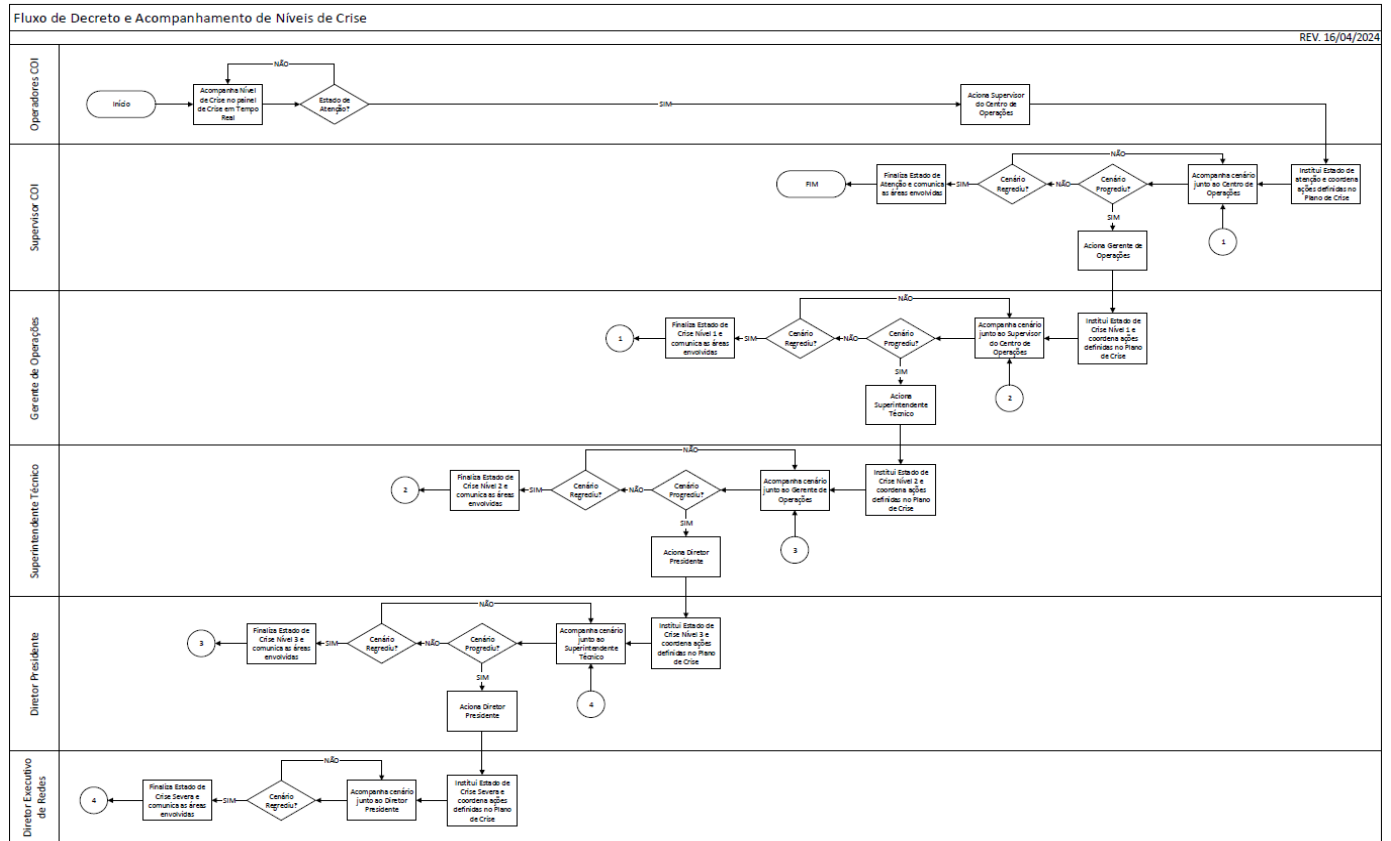 Fluxo de Decreto e Acompanhamento de Níveis de Crise
REV. 16/04/2024
Operadores COI
Início
Acompanha Nível
de Crise no painel
de Crise em Tempo
Real
NÃO
Estado de
Atenção?
SIM
Aciona Supervisor
do Centro de
Operações
Supervisor COI
Institui Estado de
atenção e coordena
ações definidas no
Plano de Crise
Acompanha cenário
junto ao Centro de
Operações
1
NÃO
Cenário
Progrediu?
NÃO
Cenário
Regrediu?
SIM
Finaliza Estado de
Atenção e comunica
as áreas envolvidas
FIM
SIM
Aciona Gerente de
Operações
Gerente de Operações
Institui Estado de
Crise Nível 1 e
coordena ações
definidas no Plano
de Crise
Acompanha cenário
junto ao Supervisor
do Centro de
Operações
2
NÃO
Cenário
Progrediu?
NÃO
Cenário
Regrediu?
SIM
Finaliza Estado de
Crise Nível 1 e
comunica as áreas
envolvidas
1
SIM
Aciona
Superintendente
Técnico
Superintendente Técnico
Institui Estado de
Crise Nível 2 e
coordena ações
definidas no Plano
de Crise
Acompanha cenário
junto ao Gerente de
Operações
3
NÃO
Cenário
Progrediu?
NÃO
Cenário
Regrediu?
SIM
Finaliza Estado de
Crise Nível 2 e
comunica as áreas
envolvidas
2
SIM
Aciona Diretor
Presidente
Diretor Presidente
Institui Estado de
Crise Nível 3 e
coordena ações
definidas no Plano
de Crise
Acompanha cenário
junto ao
Superintendente
Técnico
4
NÃO
Cenário
Progrediu?
NÃO
Cenário
Regrediu?
SIM
Finaliza Estado de
Crise Nível 3 e
comunica as áreas
envolvidas
3
SIM
Aciona Diretor
Presidente
Diretor Executivo
de Redes
Institui Estado de
Crise Severa e
coordena ações
definidas no Plano
de Crise
Acompanha cenário
junto ao Diretor
Presidente
NÃO
Cenário
Regrediu?
SIM
Finaliza Estado de
Crise Severa e
comunica as áreas
envolvidas
4